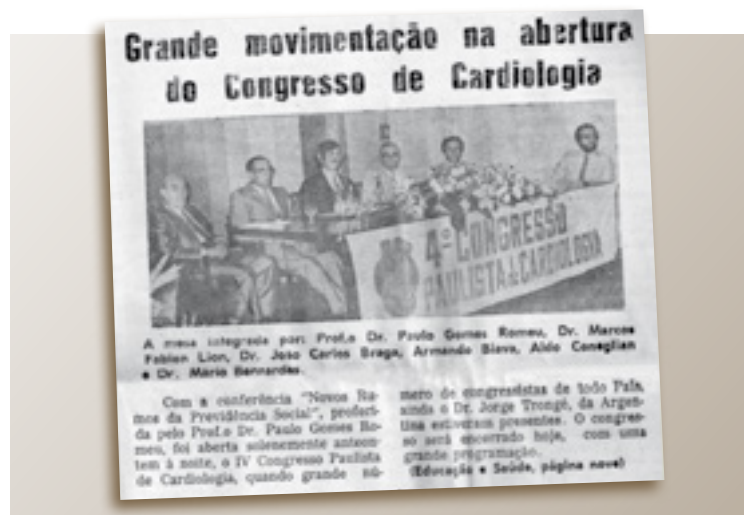 Grande movimentação na abertura
do Congresso de Cardiologia
4º CONGRESSO
PAULISTA de CARDIOLOGIA
A mesa integrada por: Prof.o Dr. Paulo Gomes Romeu, Dr. Marcos
Fabian Lion, Dr. Joao Carlos Braga, Armando Biava, Aldo Coneglian
e Dr. Mário Bernardes.
Com a conferência "Novos Ra-
mos da Previdência Social", proferi-
da pelo Prof.o Dr. Paulo Gomes Ro-
meu, foi aberta solenemente anteon-
tem à noite, o IV Congresso Paulista
de Cardiologia, quando grande nú-
mero de congressistas de todo País,
ainda o Dr. Jorge Trongé, da Argen-
tina estiveram presentes. O congres-
so será encerrado hoje, com uma
grande programação.
(Educação e Saúde, página nove)